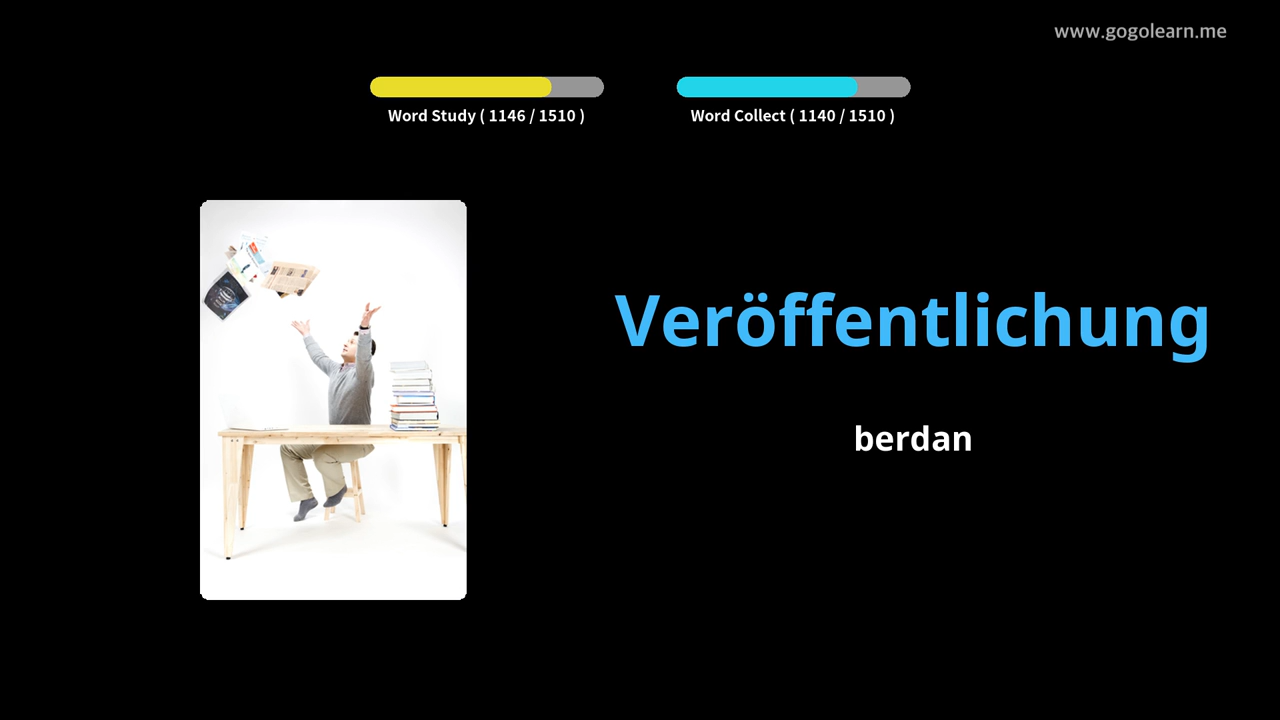 www.gogolearn.me
Word Study ( 1146 / 1510 )
Word Collect ( 1140 / 1510 )
Veröffentlichung
berdan